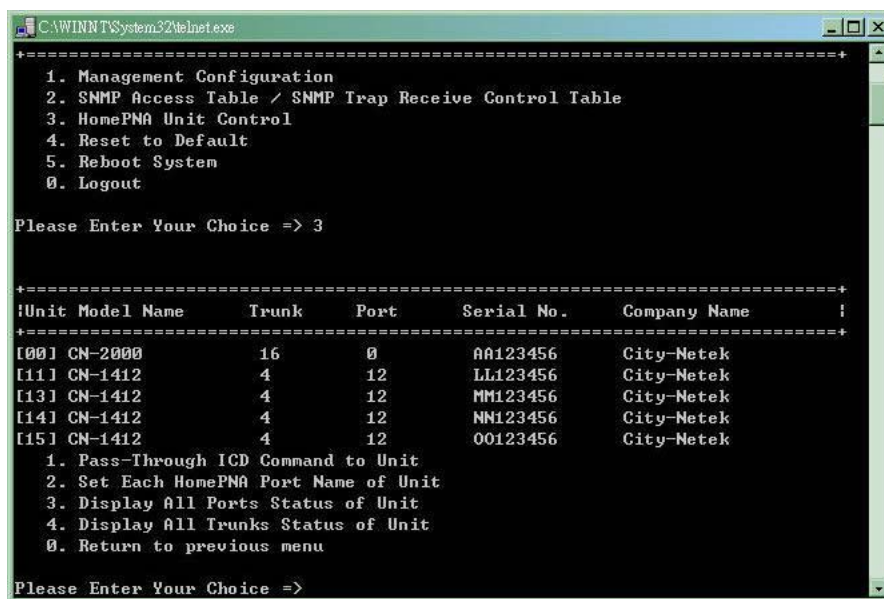 C:\WINNT\System32\telnet.exe
+============================================================================+
1. Management Configuration
2. SNMP Access Table / SNMP Trap Receive Control Table
3. HomePNA Unit Control
4. Reset to Default
5. Reboot System
0. Logout
Please Enter Your Choice => 3
+============================================================================+
|Unit Model Name Trunk Port Serial No. Company Name |
+============================================================================+
[00] CN-2000 16 0 AA123456 City-Netek
[11] CN-1412 4 12 LL123456 City-Netek
[13] CN-1412 4 12 MM123456 City-Netek
[14] CN-1412 4 12 NN123456 City-Netek
[15] CN-1412 4 12 OO123456 City-Netek
1. Pass-Through ICD Command to Unit
2. Set Each HomePNA Port Name of Unit
3. Display All Ports Status of Unit
4. Display All Trunks Status of Unit
0. Return to previous menu
Please Enter Your Choice =>